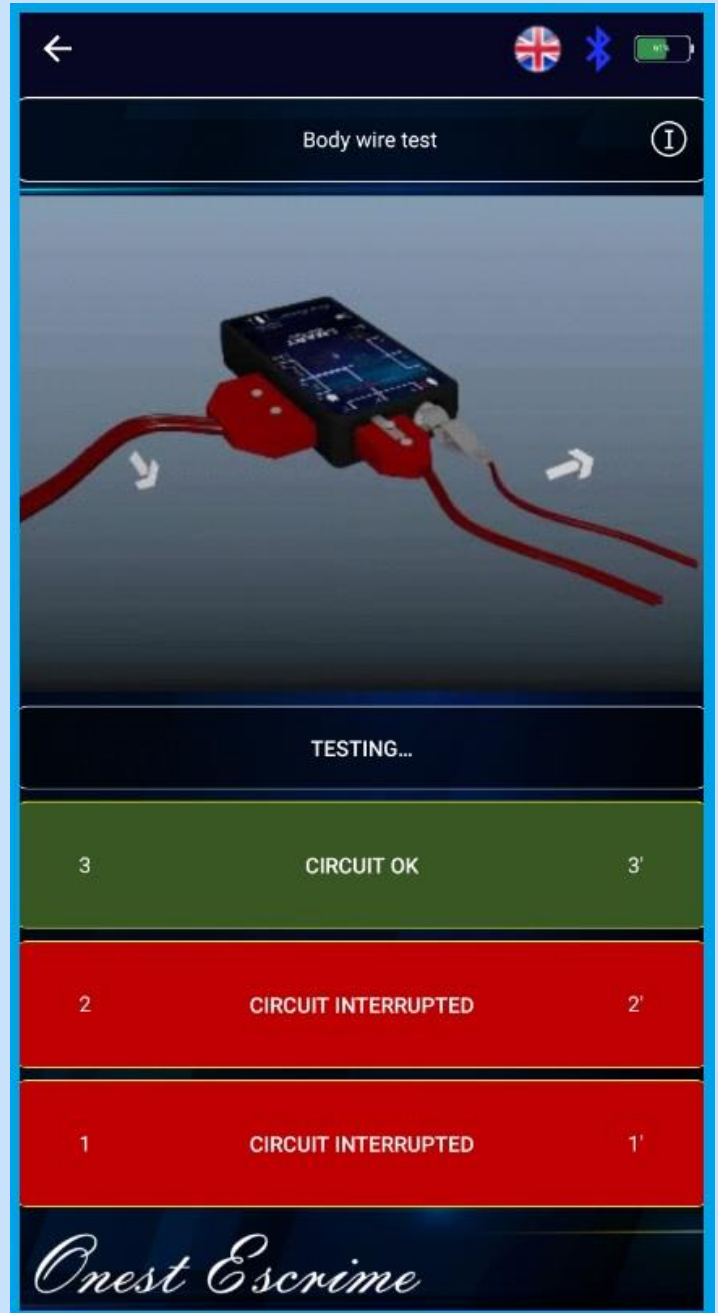 Body wire test
I
TESTING...
3 CIRCUIT OK 3'
2 CIRCUIT INTERRUPTED 2'
1 CIRCUIT INTERRUPTED 1'
Onest Escrime